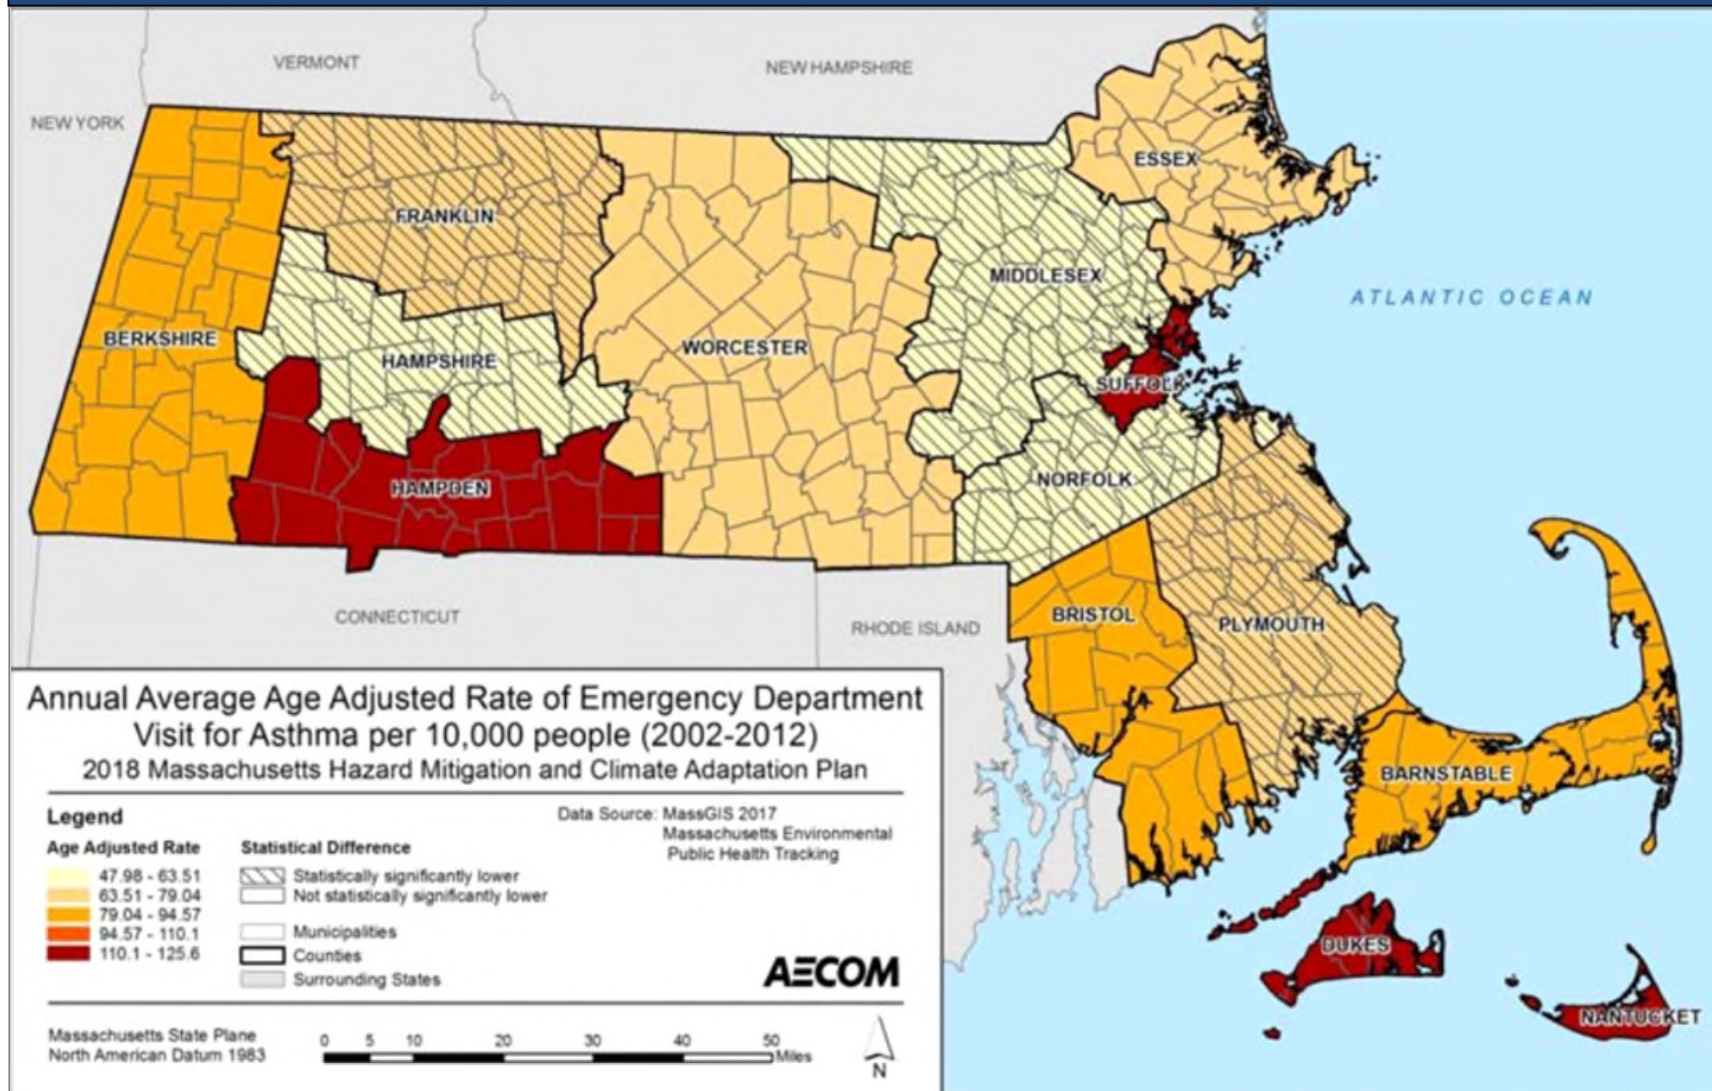 VERMONT
NEW HAMPSHIRE
NEW YORK
ESSEX
FRANKLIN
MIDDLESEX
ATLANTIC OCEAN
BERKSHIRE
HAMPSHIRE
WORCESTER
SUFFOLK
HAMPDEN
NORFOLK
CONNECTICUT
RHODE ISLAND
BRISTOL
PLYMOUTH
BARNSTABLE
DUKES
NANTUCKET
Annual Average Age Adjusted Rate of Emergency Department
Visit for Asthma per 10,000 people (2002-2012)
2018 Massachusetts Hazard Mitigation and Climate Adaptation Plan
Legend
Age Adjusted Rate
47.98 - 63.51
63.51 - 79.04
79.04 - 94.57
94.57 - 110.1
110.1 - 125.6
Statistical Difference
Statistically significantly lower
Not statistically significantly lower
Municipalities
Counties
Surrounding States
Data Source: MassGIS 2017
Massachusetts Environmental
Public Health Tracking
AECOM
Massachusetts State Plane
North American Datum 1983
0 5 10 20 30 40 50
Miles
N